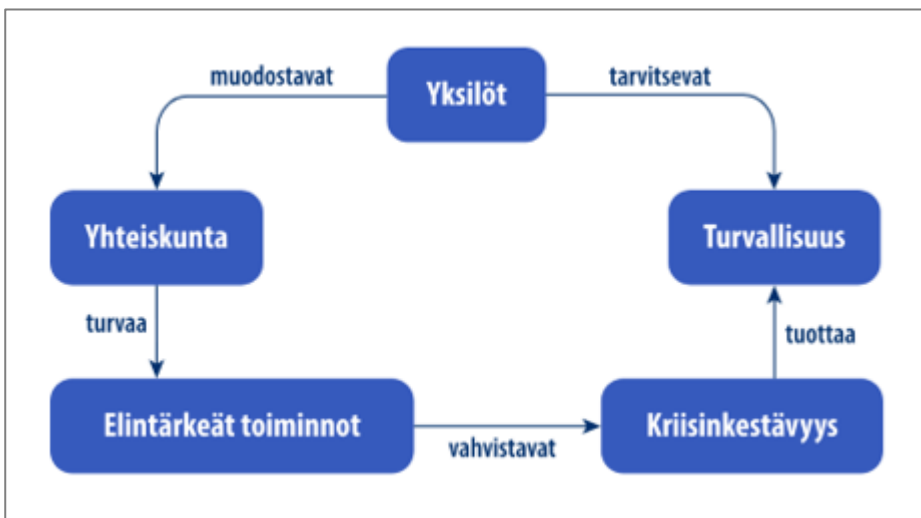 muodostavat
Yksilöt
tarvitsevat
Yhteiskunta
Turvallisuus
turvaa
tuottaa
Elintärkeät toiminnot
vahvistavat
Kriisinkestävyys